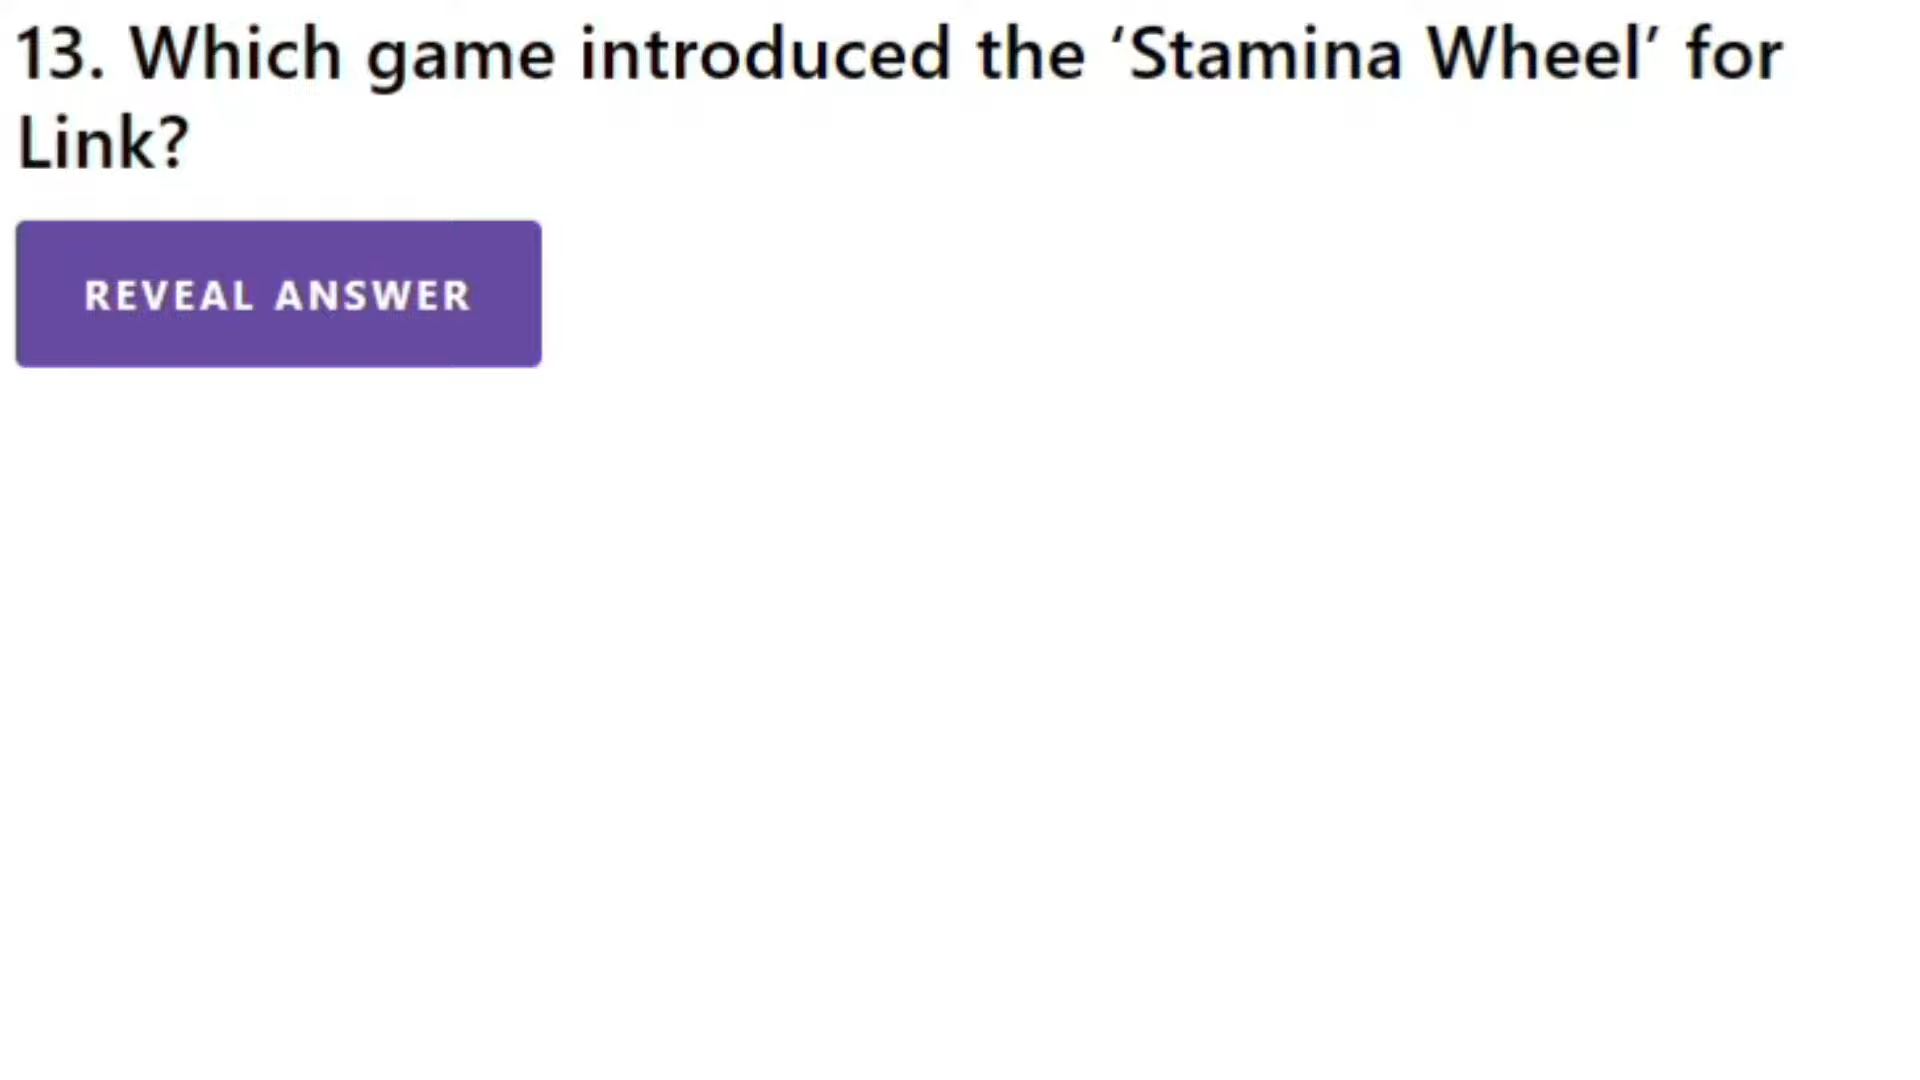 13. Which game introduced the ‘Stamina Wheel’ for
Link?
REVEAL ANSWER